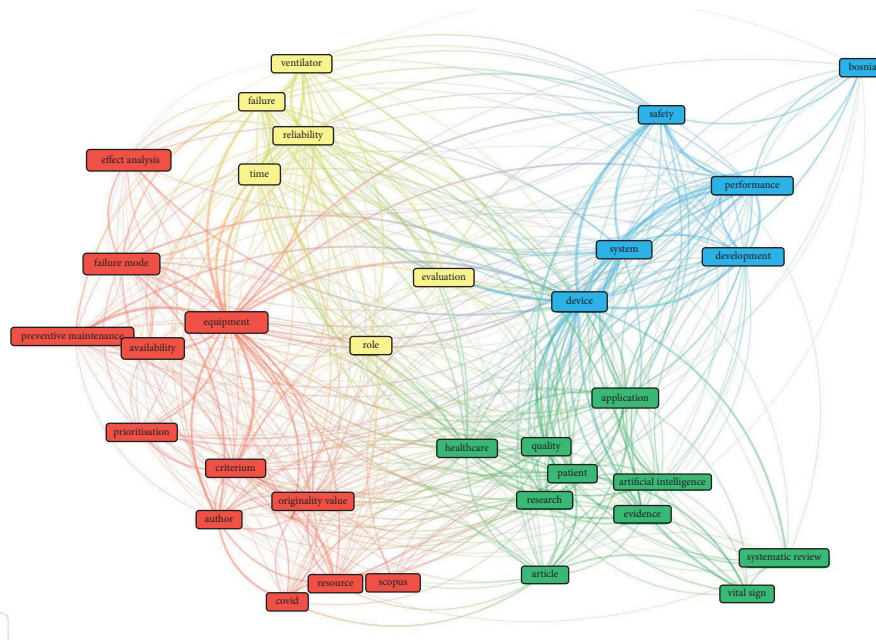 ventilator
bosnia
failure
safety
reliability
effect analysis
time
performance
system
development
failure mode
evaluation
device
equipment
preventive maintenance
availability
role
application
prioritisation
healthcare
quality
criterium
patient
artificial intelligence
originality value
research
author
evidence
systematic review
article
resource
scopus
vital sign
covid